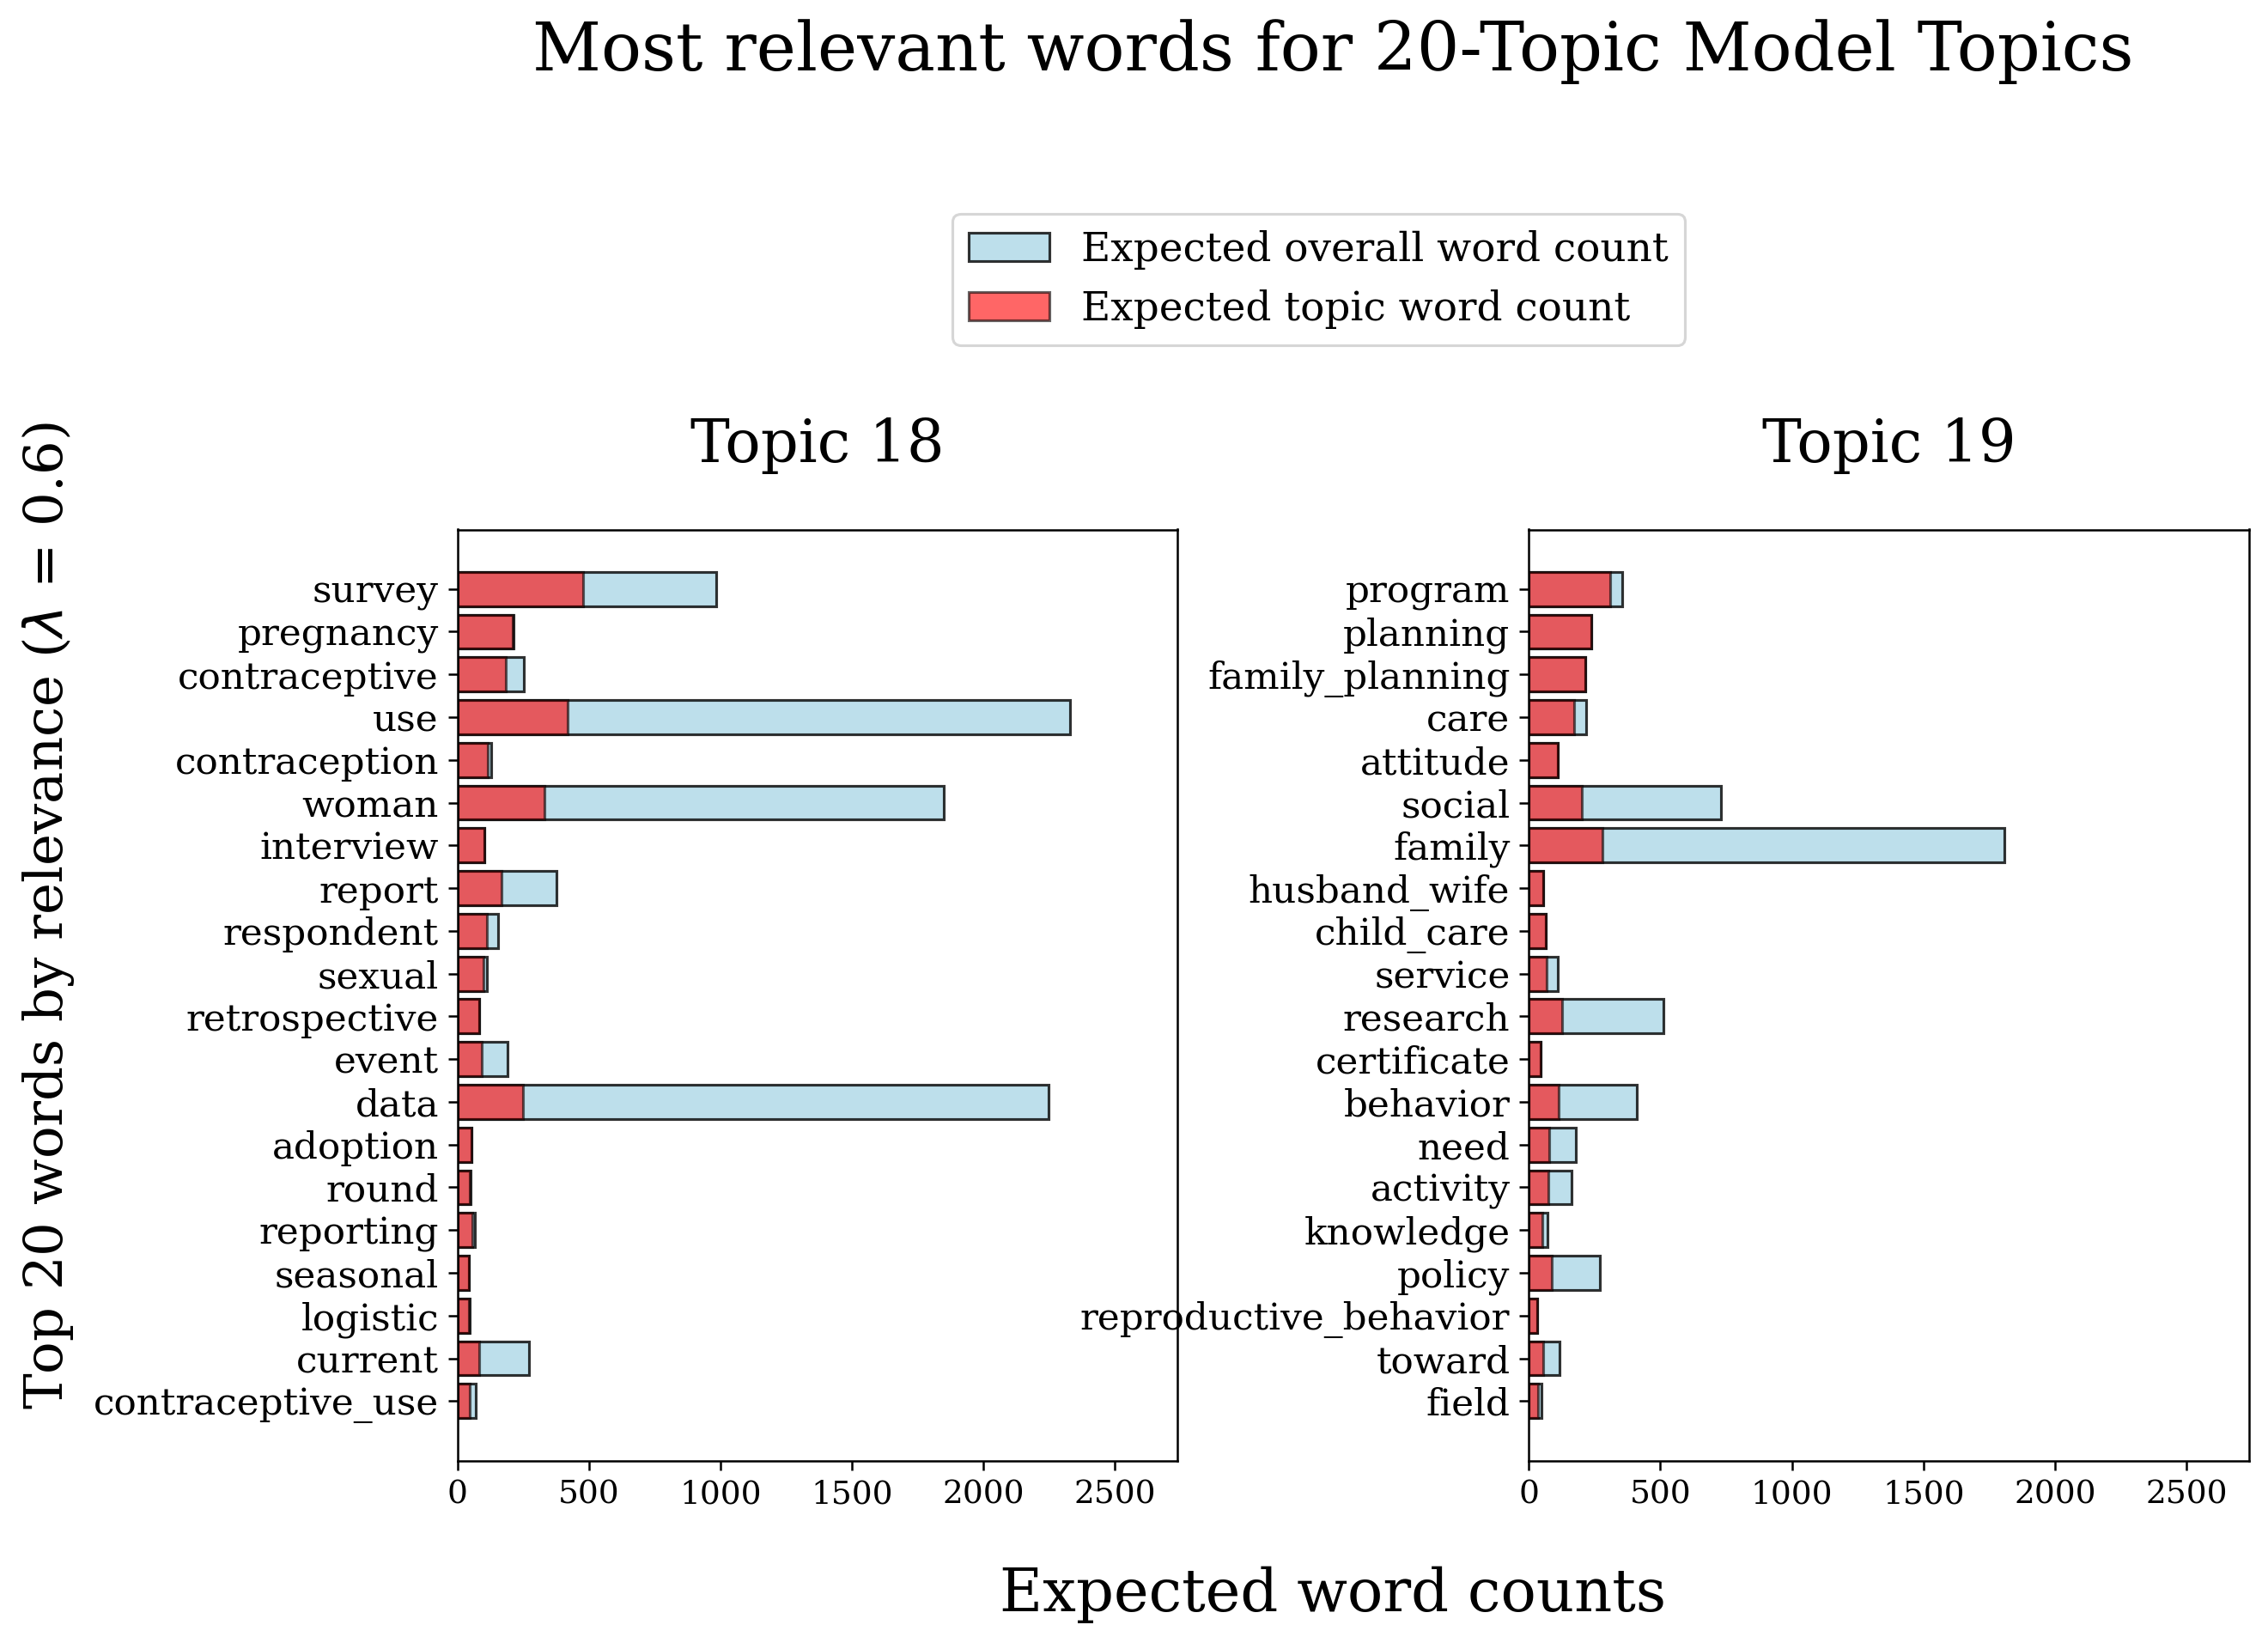 Most relevant words for 20-Topic Model Topics
Expected overall word count
Expected topic word count
Top 20 words by relevance (λ = 0.6)
Topic 18
survey
pregnancy
contraceptive
use
contraception
woman
interview
report
respondent
sexual
retrospective
event
data
adoption
round
reporting
seasonal
logistic
current
contraceptive_use
0 500 1000 1500 2000 2500
Topic 19
program
planning
family_planning
care
attitude
social
family
husband_wife
child_care
service
research
certificate
behavior
need
activity
knowledge
policy
reproductive_behavior
toward
field
0 500 1000 1500 2000 2500
Expected word counts